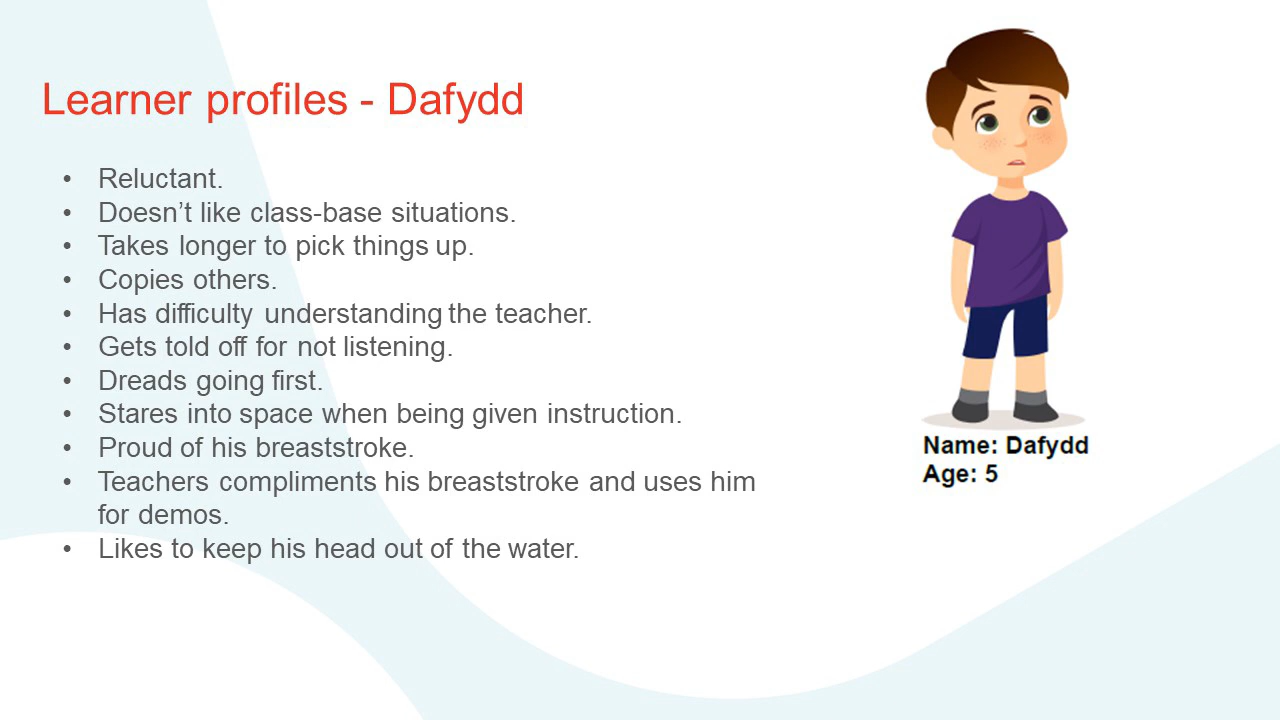 Learner profiles - Dafydd
• Reluctant.
• Doesn’t like class-base situations.
• Takes longer to pick things up.
• Copies others.
• Has difficulty understanding the teacher.
• Gets told off for not listening.
• Dreads going first.
• Stares into space when being given instruction.
• Proud of his breaststroke.
• Teachers compliments his breaststroke and uses him
for demos.
• Likes to keep his head out of the water.
Name: Dafydd
Age: 5